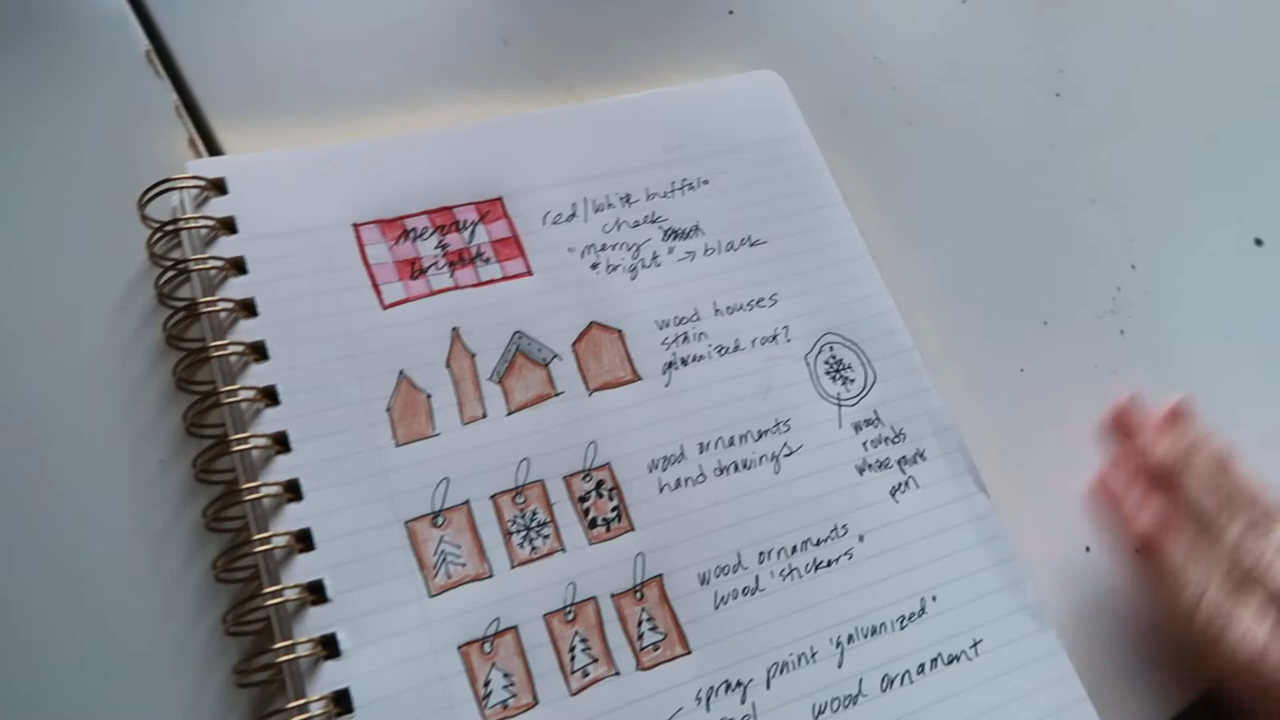 merry
&
bright
red/white buffalo
check
"merry
& bright" → black
wood houses
stain
galvanized roof?
wood
rounds
white paint
pen
wood ornaments
hand drawings
wood ornaments
wood "stickers"
spray paint "galvanized"
wood ornament